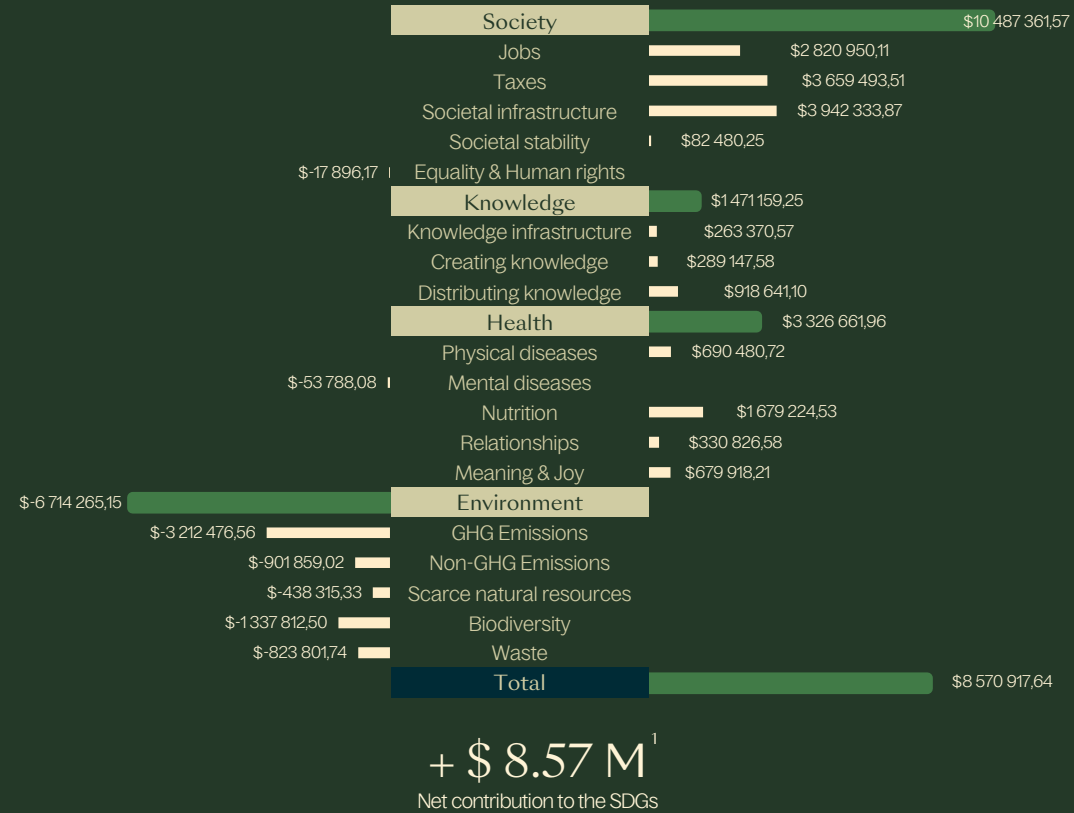 Society $10 487 361,57
Jobs $2 820 950,11
Taxes $3 659 493,51
Societal infrastructure $3 942 333,87
Societal stability $82 480,25
$-17 896,17 Equality & Human rights
Knowledge $1 471 159,25
Knowledge infrastructure $263 370,57
Creating knowledge $289 147,58
Distributing knowledge $918 641,10
Health $3 326 661,96
Physical diseases $690 480,72
$-53 788,08 Mental diseases
Nutrition $1 679 224,53
Relationships $330 826,58
Meaning & Joy $679 918,21
$-6 714 265,15 Environment
$-3 212 476,56 GHG Emissions
$-901 859,02 Non-GHG Emissions
$-438 315,33 Scarce natural resources
$-1 337 812,50 Biodiversity
$-823 801,74 Waste
Total $8 570 917,64
+ $ 8.57 M 1
Net contribution to the SDGs